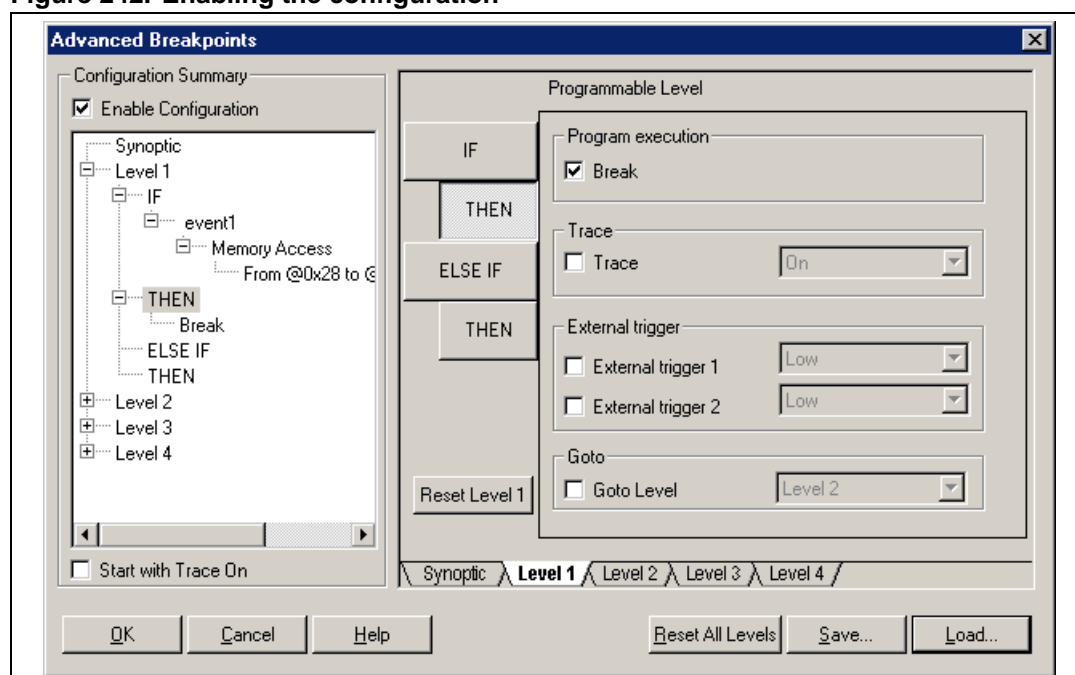 Figure 242. Enabling the configuration
Advanced Breakpoints
Configuration Summary
Enable Configuration
Synoptic
Level 1
IF
event1
Memory Access
From @0x28 to @
THEN
Break
ELSE IF
THEN
Level 2
Level 3
Level 4
Start with Trace On
Programmable Level
IF
THEN
ELSE IF
THEN
Reset Level 1
Program execution
Break
Trace
Trace On
External trigger
External trigger 1 Low
External trigger 2 Low
Goto
Goto Level Level 2
Synoptic Level 1 Level 2 Level 3 Level 4
OK Cancel Help Reset All Levels Save... Load...